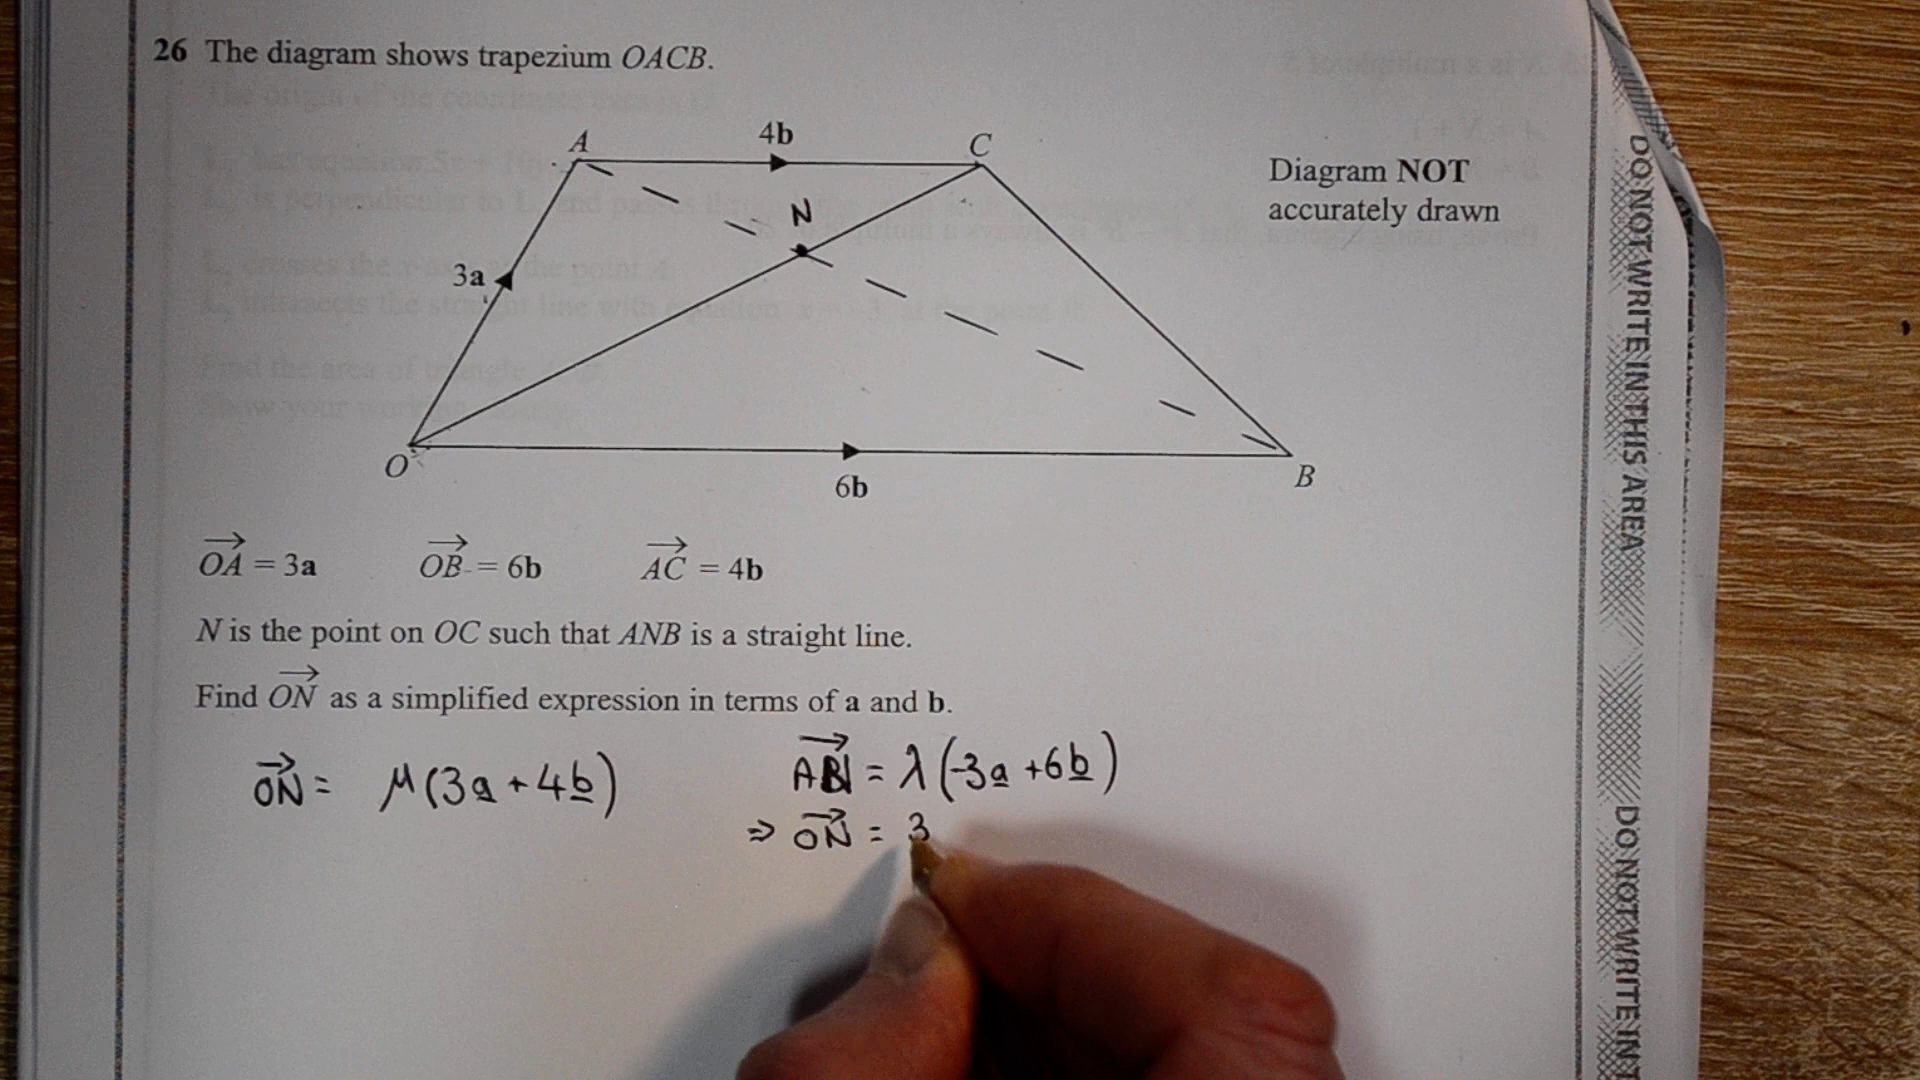 26 The diagram shows trapezium OACB.
A
4b
C
Diagram NOT
accurately drawn
N
3a
O
6b
B
OA = 3a OB = 6b AC = 4b
N is the point on OC such that ANB is a straight line.
Find ON as a simplified expression in terms of a and b.
ON = μ(3a + 4b)
AN = λ(-3a + 6b)
⇒ ON = 3
DO NOT WRITE IN THIS AREA
DO NOT WRITE IN T